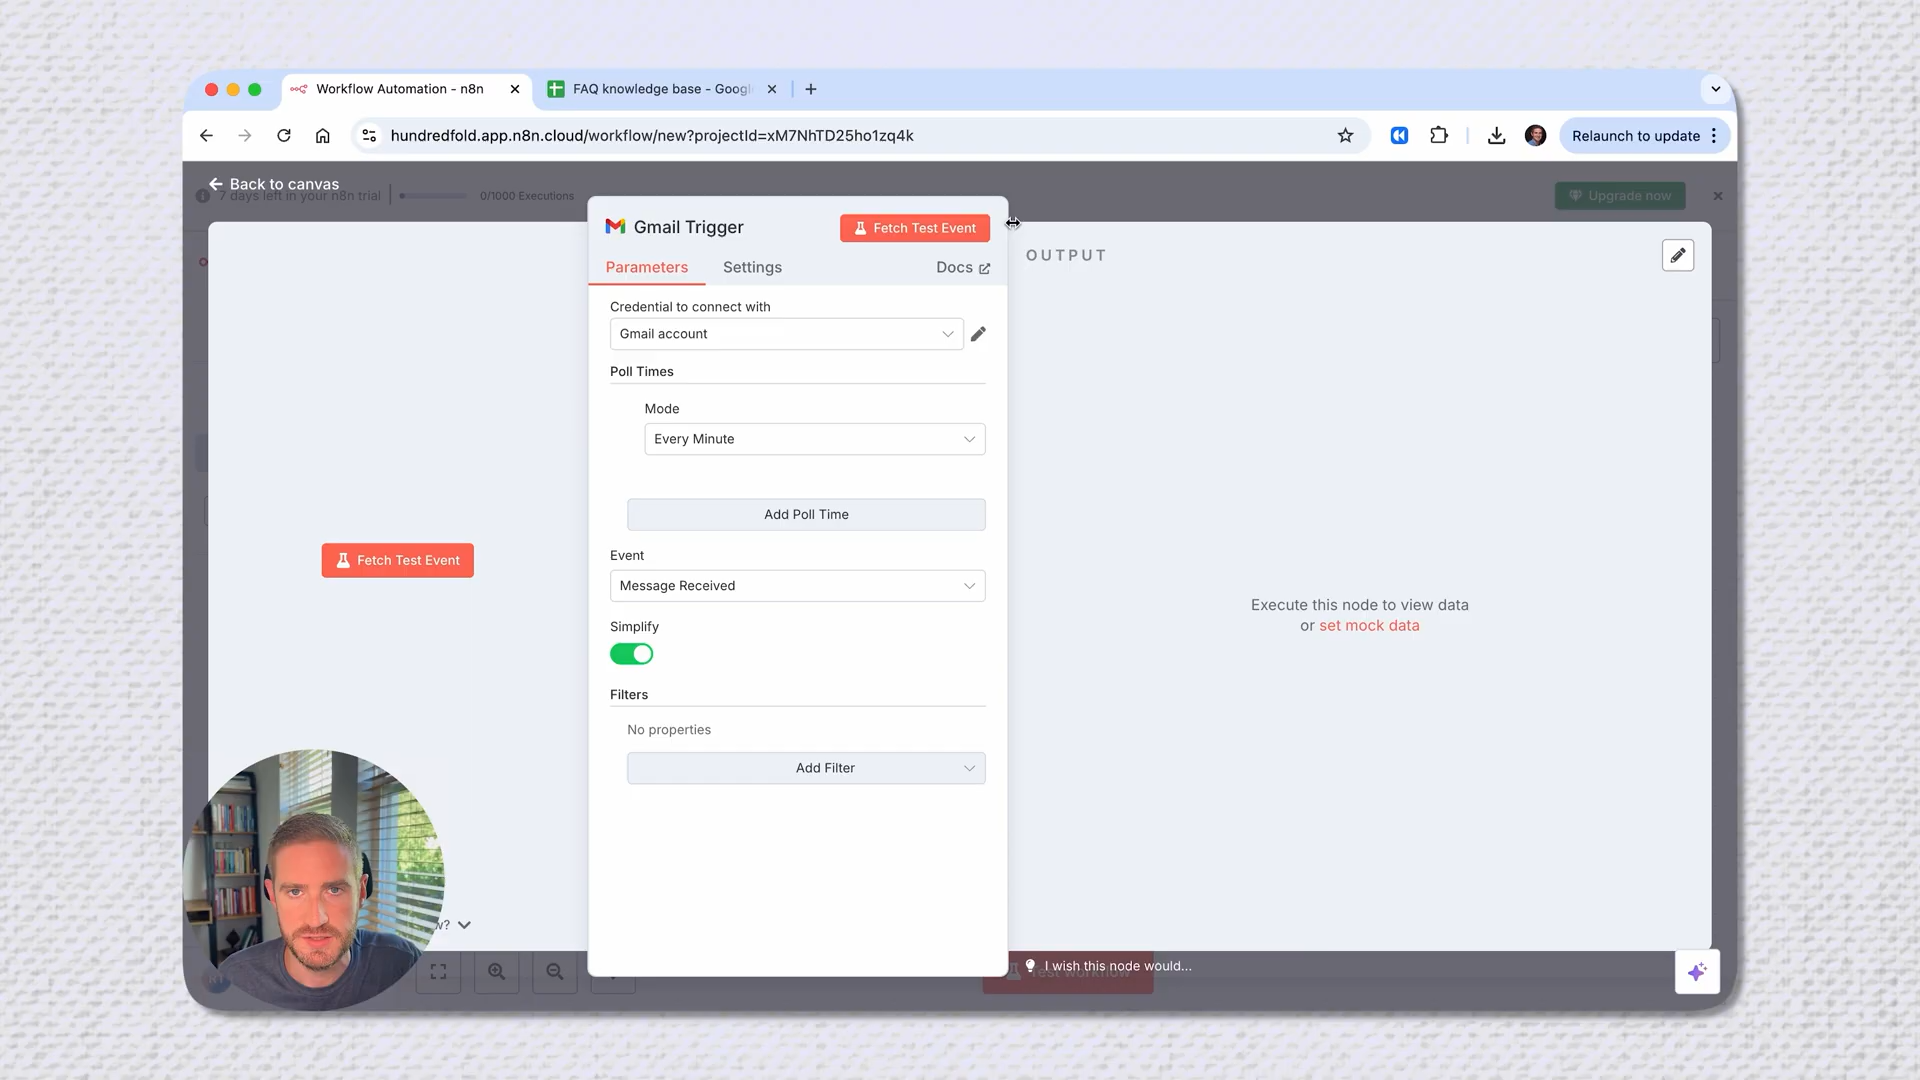 Workflow Automation - n8n
FAQ knowledge base - Googl
hundredfold.app.n8n.cloud/workflow/new?projectId=xM7NhTD25ho1zq4k
Relaunch to update
Back to canvas
7 days left in your n8n trial
0/1000 Executions
Upgrade now
Gmail Trigger
Fetch Test Event
Parameters
Settings
Docs
OUTPUT
Credential to connect with
Gmail account
Poll Times
Mode
Every Minute
Add Poll Time
Fetch Test Event
Event
Message Received
Simplify
Execute this node to view data
or set mock data
Filters
No properties
Add Filter
w?
I wish this node would...